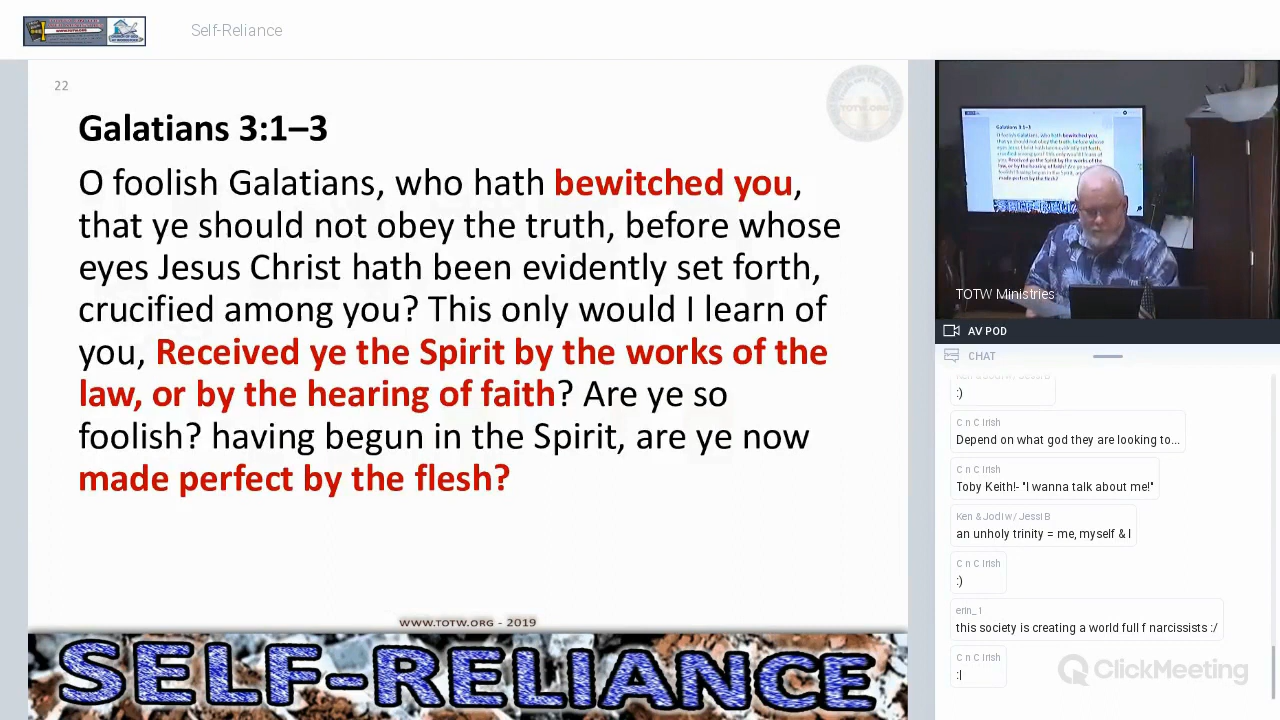 Self-Reliance
22
TOTW.ORG
Galatians 3:1–3
O foolish Galatians, who hath bewitched you,
that ye should not obey the truth, before whose
eyes Jesus Christ hath been evidently set forth,
crucified among you? This only would I learn of
you, Received ye the Spirit by the works of the
law, or by the hearing of faith? Are ye so
foolish? having begun in the Spirit, are ye now
made perfect by the flesh?
WWW.TOTW.ORG - 2019
SELF-RELIANCE
TOTW Ministries
AV POD
CHAT
:)
C n C Irish
Depend on what god they are looking to...
C n C Irish
Toby Keith!- "I wanna talk about me!"
Ken & Jodi w/ Jessi B
an unholy trinity = me, myself & I
C n C Irish
:)
erin_1
this society is creating a world full f narcissists :/
C n C Irish
:|
ClickMeeting